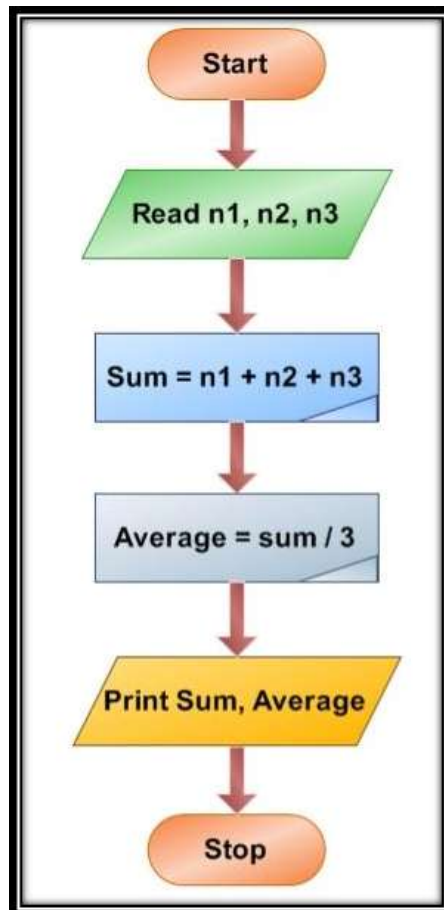 Start
Read n1, n2, n3
Sum = n1 + n2 + n3
Average = sum / 3
Print Sum, Average
Stop